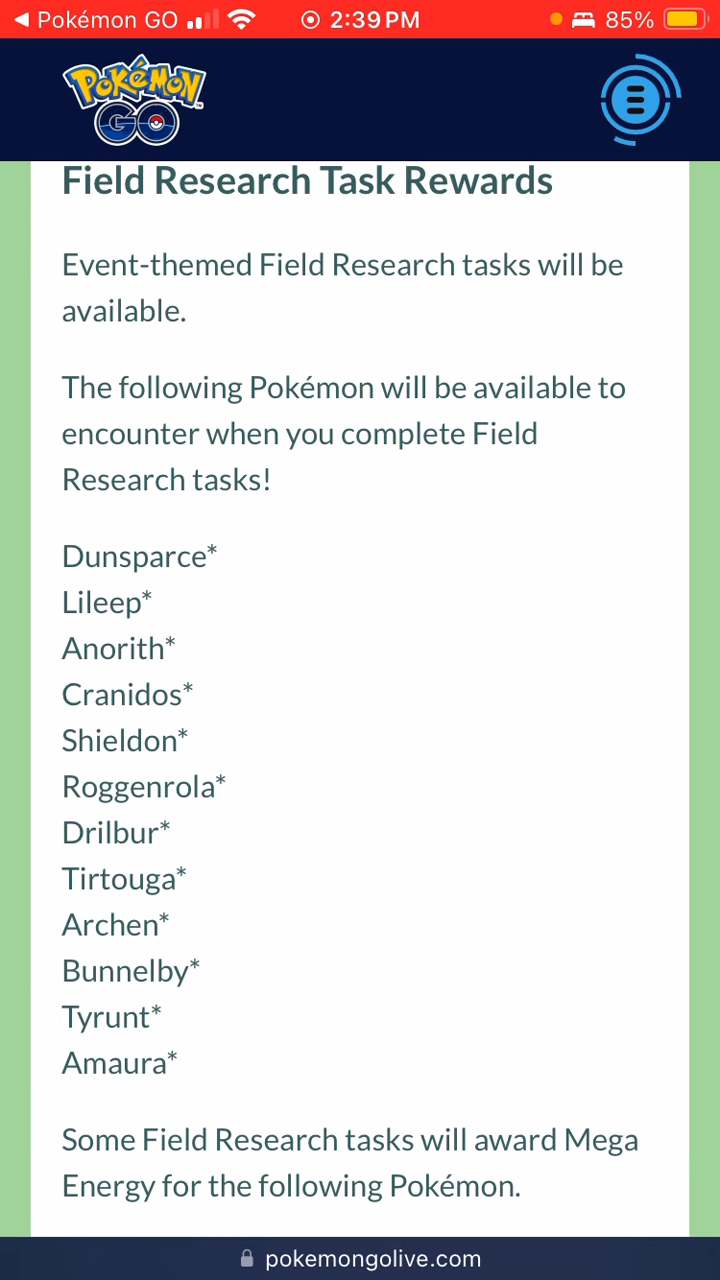 Pokémon GO 2:39 PM 85%
POKÉMON
GO
Field Research Task Rewards
Event-themed Field Research tasks will be
available.
The following Pokémon will be available to
encounter when you complete Field
Research tasks!
Dunsparce*
Lileep*
Anorith*
Cranidos*
Shieldon*
Roggenrola*
Drilbur*
Tirtouga*
Archen*
Bunnelby*
Tyrunt*
Amaura*
Some Field Research tasks will award Mega
Energy for the following Pokémon.
pokemongolive.com